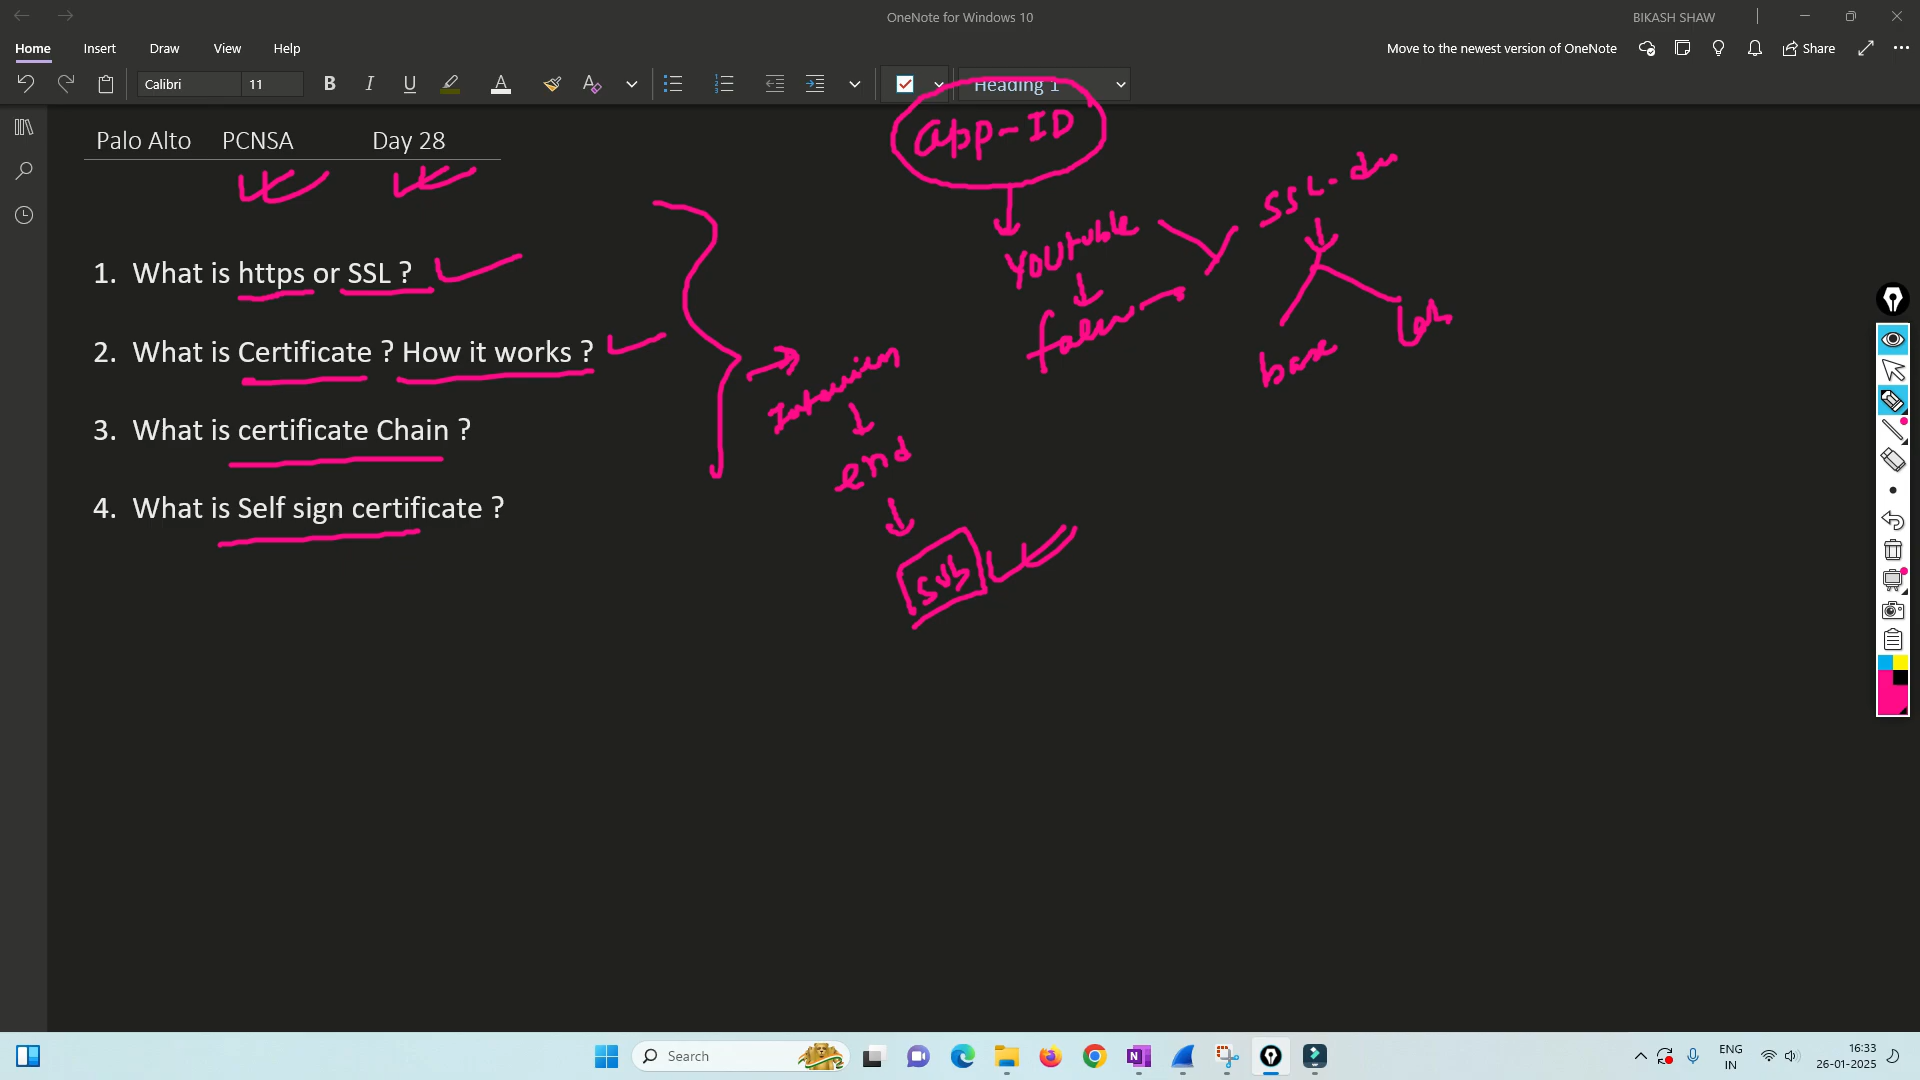 OneNote for Windows 10
BIKASH SHAW
Home Insert Draw View Help
Move to the newest version of OneNote
Share
Calibri 11 B I U A A Heading 1
Palo Alto PCNSA Day 28
app-ID
SSL-
YOUtuble
1. What is https or SSL ?
2. What is Certificate ? How it works ?
base
3. What is certificate Chain ?
end
4. What is Self sign certificate ?
sub
Search
ENG
IN
16:33
26-01-2025